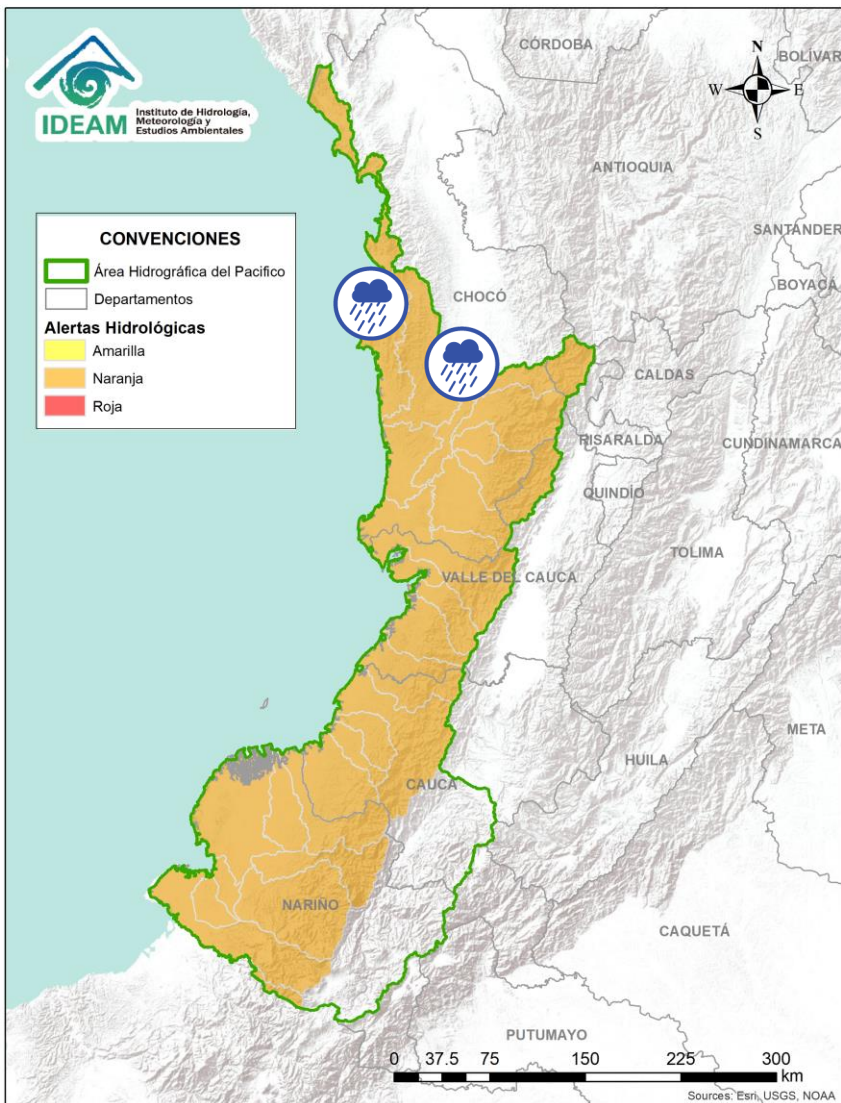 IDEAM
Instituto de Hidrología,
Meteorología y
Estudios Ambientales
CÓRDOBA
BOLÍVAR
N
W
E
S
ANTIOQUIA
SANTANDER
CONVENCIONES
Área Hidrográfica del Pacifico
Departamentos
Alertas Hidrológicas
Amarilla
Naranja
Roja
CHOCÓ
BOYACÁ
CALDAS
RISARALDA
CUNDINAMARCA
QUINDÍO
TOLIMA
VALLE DEL CAUCA
META
HUILA
CAUCA
NARIÑO
CAQUETÁ
PUTUMAYO
0 37.5 75 150 225 300
km
Sources: Esri, USGS, NOAA